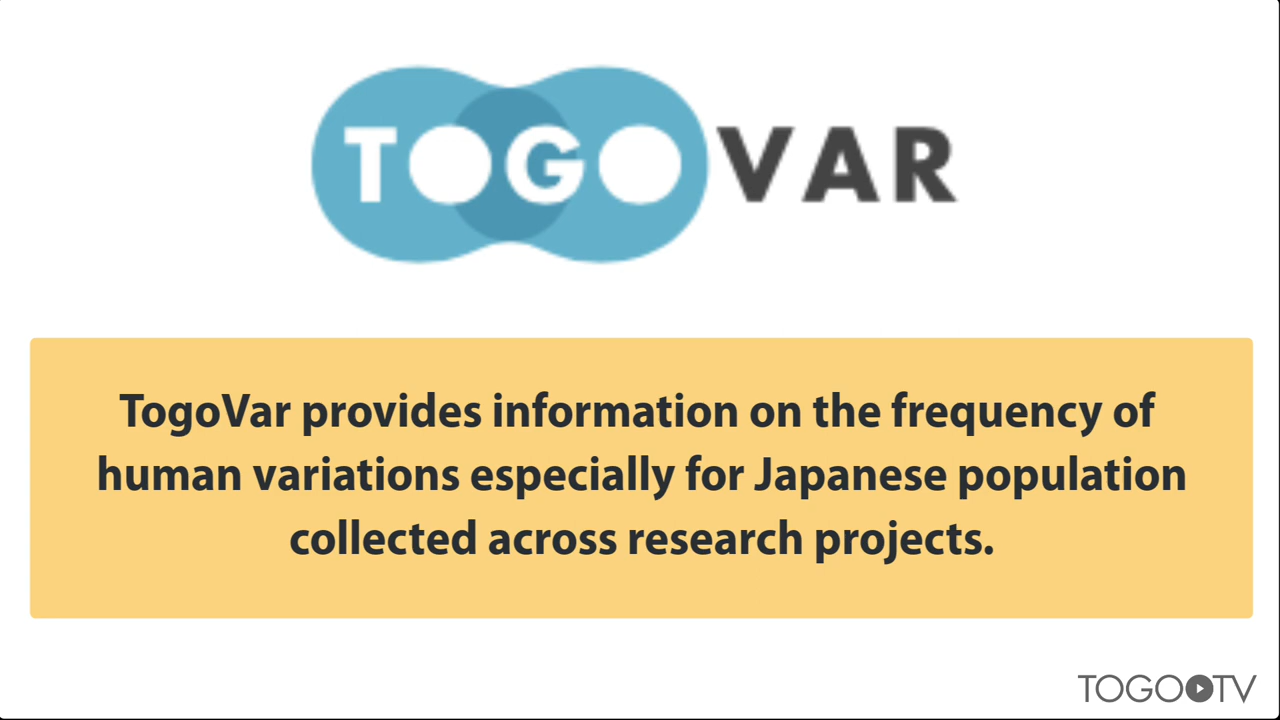 TOGOVAR
TogoVar provides information on the frequency of
human variations especially for Japanese population
collected across research projects.
TOGOTV